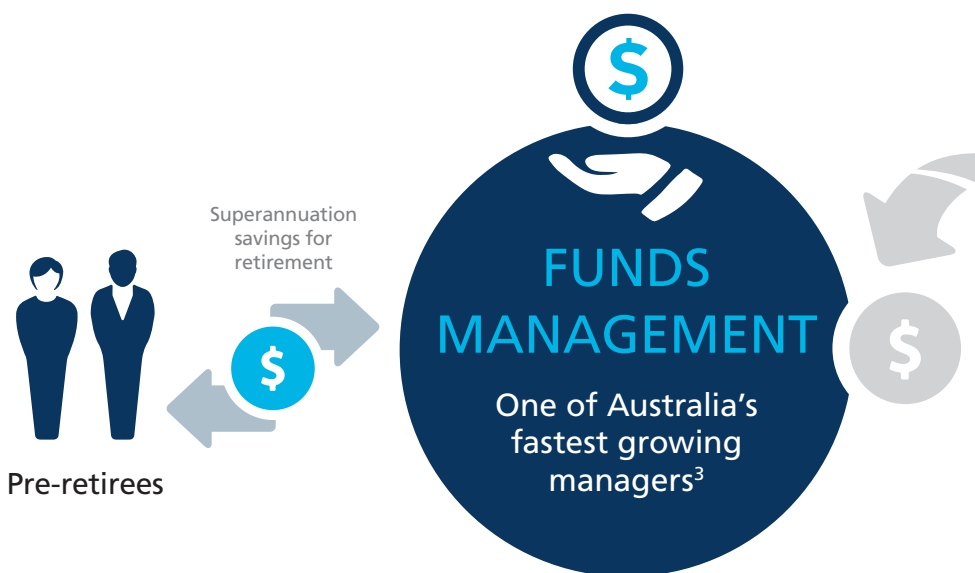 $
Superannuation
savings for
retirement
FUNDS
MANAGEMENT
$
$
One of Australia’s
fastest growing
managers³
Pre-retirees